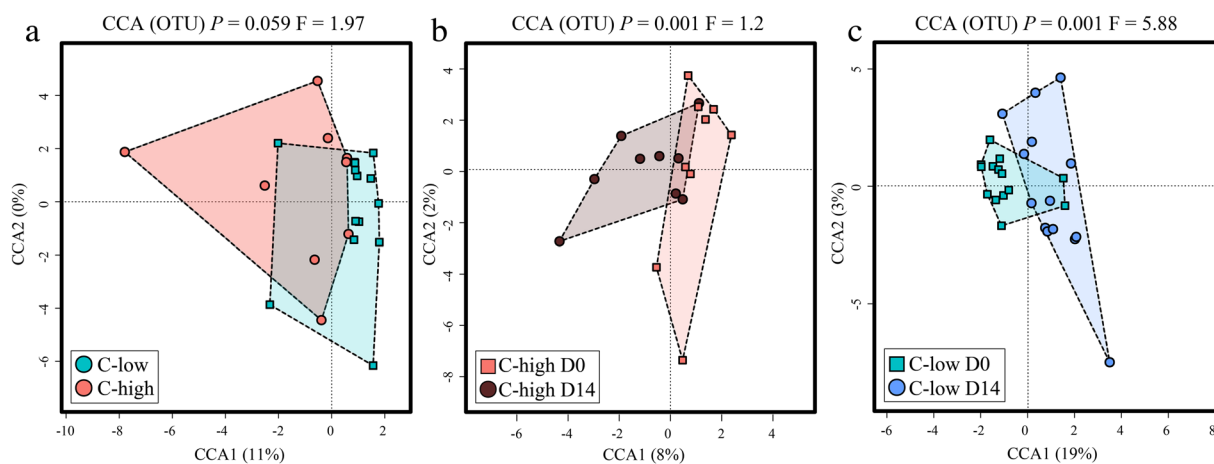 a
CCA (OTU) P = 0.059 F = 1.97
CCA2 (0%)
4
2
0
-2
-4
-6
C-low
C-high
-10
-8
-6
-4
-2
0
2
CCA1 (11%)
b
CCA (OTU) P = 0.001 F = 1.2
CCA2 (2%)
4
2
0
-2
-4
-6
-8
C-high D0
C-high D14
-6
-4
-2
0
2
4
CCA1 (8%)
c
CCA (OTU) P = 0.001 F = 5.88
CCA2 (3%)
5
0
-5
C-low D0
C-low D14
-6
-4
-2
0
2
4
6
8
CCA1 (19%)